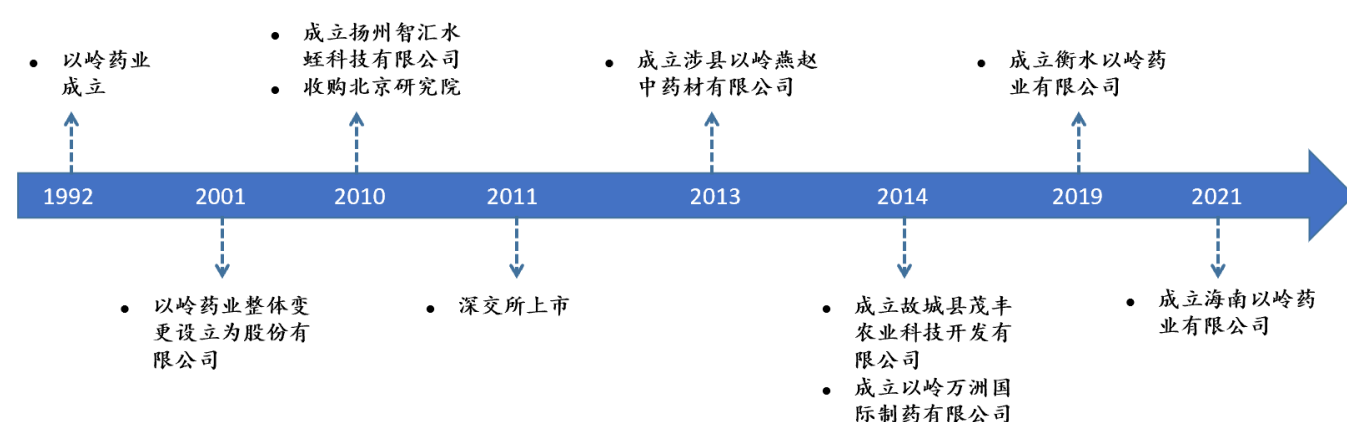 以岭药业
成立
成立扬州智汇水
蛭科技有限公司
收购北京研究院
成立涉县以岭燕赵
中药材有限公司
成立衡水以岭药
业有限公司
1992
2001
2010
2011
2013
2014
2019
2021
以岭药业整体变
更设立为股份有
限公司
深交所上市
成立故城县茂丰
农业科技开发有
限公司
成立以岭万洲国
际制药有限公司
成立海南以岭药
业有限公司